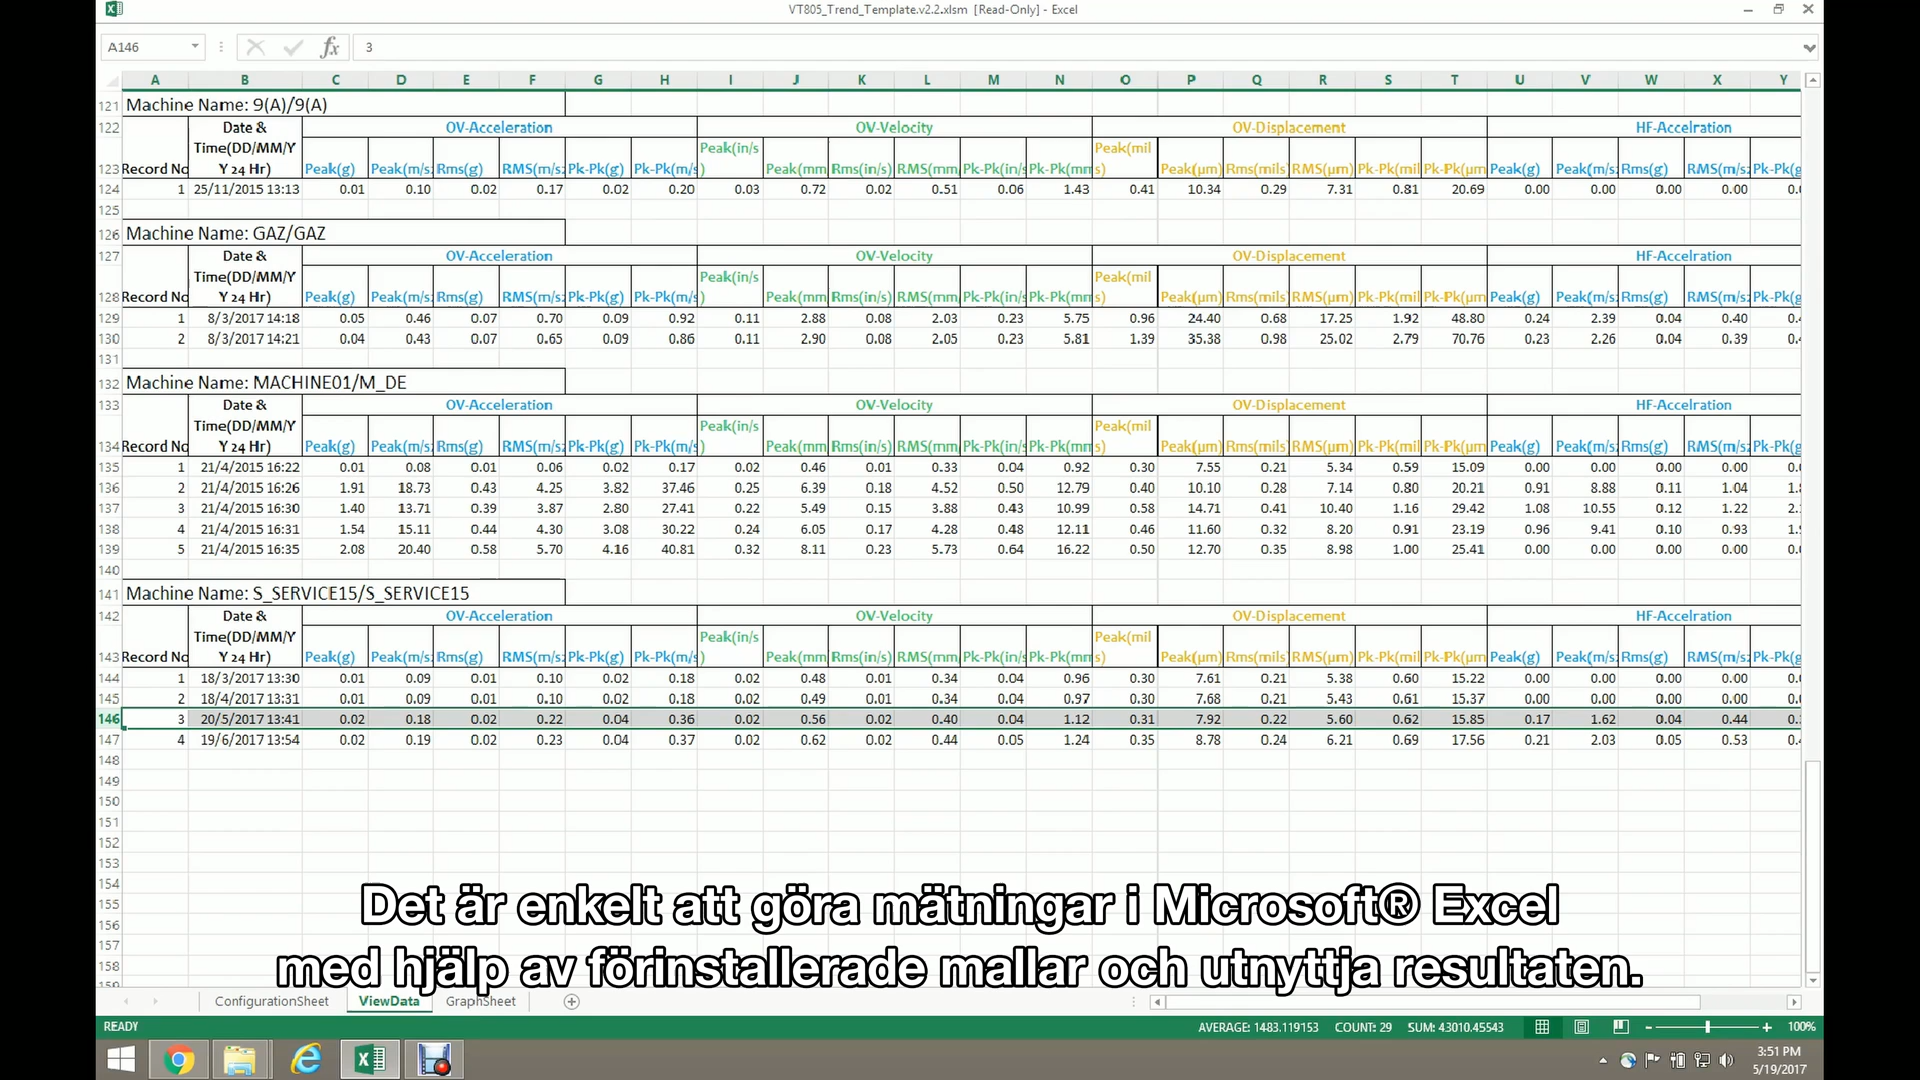 VT805_Trend_Template.v2.2.xlsm [Read-Only] - Excel
A146 fx 3
A B C D E F G H I J K L M N O P Q R S T U V W X Y
121 Machine Name: 9(A)/9(A)
122 Date & OV-Acceleration OV-Velocity OV-Displacement HF-Accelration
Time(DD/MM/Y Peak(in/s Peak(mil
123 Record No Y 24 Hr) Peak(g) Peak(m/s: Rms(g) RMS(m/s: Pk-Pk(g) Pk-Pk(m/s ) Peak(mm Rms(in/s) RMS(mm, Pk-Pk(in/s Pk-Pk(mm s) Peak(µm) Rms(mils) RMS(µm) Pk-Pk(mil Pk-Pk(µm Peak(g) Peak(m/s: Rms(g) RMS(m/s: Pk-Pk(g
124 1 25/11/2015 13:13 0.01 0.10 0.02 0.17 0.02 0.20 0.03 0.72 0.02 0.51 0.06 1.43 0.41 10.34 0.29 7.31 0.81 20.69 0.00 0.00 0.00 0.00 0.
125
126 Machine Name: GAZ/GAZ
127 Date & OV-Acceleration OV-Velocity OV-Displacement HF-Accelration
Time(DD/MM/Y Peak(in/s Peak(mil
128 Record No Y 24 Hr) Peak(g) Peak(m/s: Rms(g) RMS(m/s: Pk-Pk(g) Pk-Pk(m/s ) Peak(mm Rms(in/s) RMS(mm, Pk-Pk(in/s Pk-Pk(mm s) Peak(µm) Rms(mils) RMS(µm) Pk-Pk(mil Pk-Pk(µm Peak(g) Peak(m/s: Rms(g) RMS(m/s: Pk-Pk(g
129 1 8/3/2017 14:18 0.05 0.46 0.07 0.70 0.09 0.92 0.11 2.88 0.08 2.03 0.23 5.75 0.96 24.40 0.68 17.25 1.92 48.80 0.24 2.39 0.04 0.40 0.
130 2 8/3/2017 14:21 0.04 0.43 0.07 0.65 0.09 0.86 0.11 2.90 0.08 2.05 0.23 5.81 1.39 35.38 0.98 25.02 2.79 70.76 0.23 2.26 0.04 0.39 0.
131
132 Machine Name: MACHINE01/M_DE
133 Date & OV-Acceleration OV-Velocity OV-Displacement HF-Accelration
Time(DD/MM/Y Peak(in/s Peak(mil
134 Record No Y 24 Hr) Peak(g) Peak(m/s: Rms(g) RMS(m/s: Pk-Pk(g) Pk-Pk(m/s ) Peak(mm Rms(in/s) RMS(mm, Pk-Pk(in/s Pk-Pk(mm s) Peak(µm) Rms(mils) RMS(µm) Pk-Pk(mil Pk-Pk(µm Peak(g) Peak(m/s: Rms(g) RMS(m/s: Pk-Pk(g
135 1 21/4/2015 16:22 0.01 0.08 0.01 0.06 0.02 0.17 0.02 0.46 0.01 0.33 0.04 0.92 0.30 7.55 0.21 5.34 0.59 15.09 0.00 0.00 0.00 0.00 0.
136 2 21/4/2015 16:26 1.91 18.73 0.43 4.25 3.82 37.46 0.25 6.39 0.18 4.52 0.50 12.79 0.40 10.10 0.28 7.14 0.80 20.21 0.91 8.88 0.11 1.04 1.
137 3 21/4/2015 16:30 1.40 13.71 0.39 3.87 2.80 27.41 0.22 5.49 0.15 3.88 0.43 10.99 0.58 14.71 0.41 10.40 1.16 29.42 1.08 10.55 0.12 1.22 2.
138 4 21/4/2015 16:31 1.54 15.11 0.44 4.30 3.08 30.22 0.24 6.05 0.17 4.28 0.48 12.11 0.46 11.60 0.32 8.20 0.91 23.19 0.96 9.41 0.10 0.93 1.
139 5 21/4/2015 16:35 2.08 20.40 0.58 5.70 4.16 40.81 0.32 8.11 0.23 5.73 0.64 16.22 0.50 12.70 0.35 8.98 1.00 25.41 0.00 0.00 0.00 0.00 0.
140
141 Machine Name: S_SERVICE15/S_SERVICE15
142 Date & OV-Acceleration OV-Velocity OV-Displacement HF-Accelration
Time(DD/MM/Y Peak(in/s Peak(mil
143 Record No Y 24 Hr) Peak(g) Peak(m/s: Rms(g) RMS(m/s: Pk-Pk(g) Pk-Pk(m/s ) Peak(mm Rms(in/s) RMS(mm, Pk-Pk(in/s Pk-Pk(mm s) Peak(µm) Rms(mils) RMS(µm) Pk-Pk(mil Pk-Pk(µm Peak(g) Peak(m/s: Rms(g) RMS(m/s: Pk-Pk(g
144 1 18/3/2017 13:30 0.01 0.09 0.01 0.10 0.02 0.18 0.02 0.48 0.01 0.34 0.04 0.96 0.30 7.61 0.21 5.38 0.60 15.22 0.00 0.00 0.00 0.00 0.
145 2 18/4/2017 13:31 0.01 0.09 0.01 0.10 0.02 0.18 0.02 0.49 0.01 0.34 0.04 0.97 0.30 7.68 0.21 5.43 0.61 15.37 0.00 0.00 0.00 0.00 0.
146 3 20/5/2017 13:41 0.02 0.18 0.02 0.22 0.04 0.36 0.02 0.56 0.02 0.40 0.04 1.12 0.31 7.92 0.22 5.60 0.62 15.85 0.17 1.62 0.04 0.44 0.
147 4 19/6/2017 13:54 0.02 0.19 0.02 0.23 0.04 0.37 0.02 0.62 0.02 0.44 0.05 1.24 0.35 8.78 0.24 6.21 0.69 17.56 0.21 2.03 0.05 0.53 0.
148
149
150
151
152
153
154
155
156
157
158
159
Det är enkelt att göra mätningar i Microsoft® Excel
med hjälp av förinstallerade mallar och utnyttja resultaten.
ConfigurationSheet ViewData GraphSheet
READY AVERAGE: 1483.119153 COUNT: 29 SUM: 43010.45543 100%
3:51 PM
5/19/2017